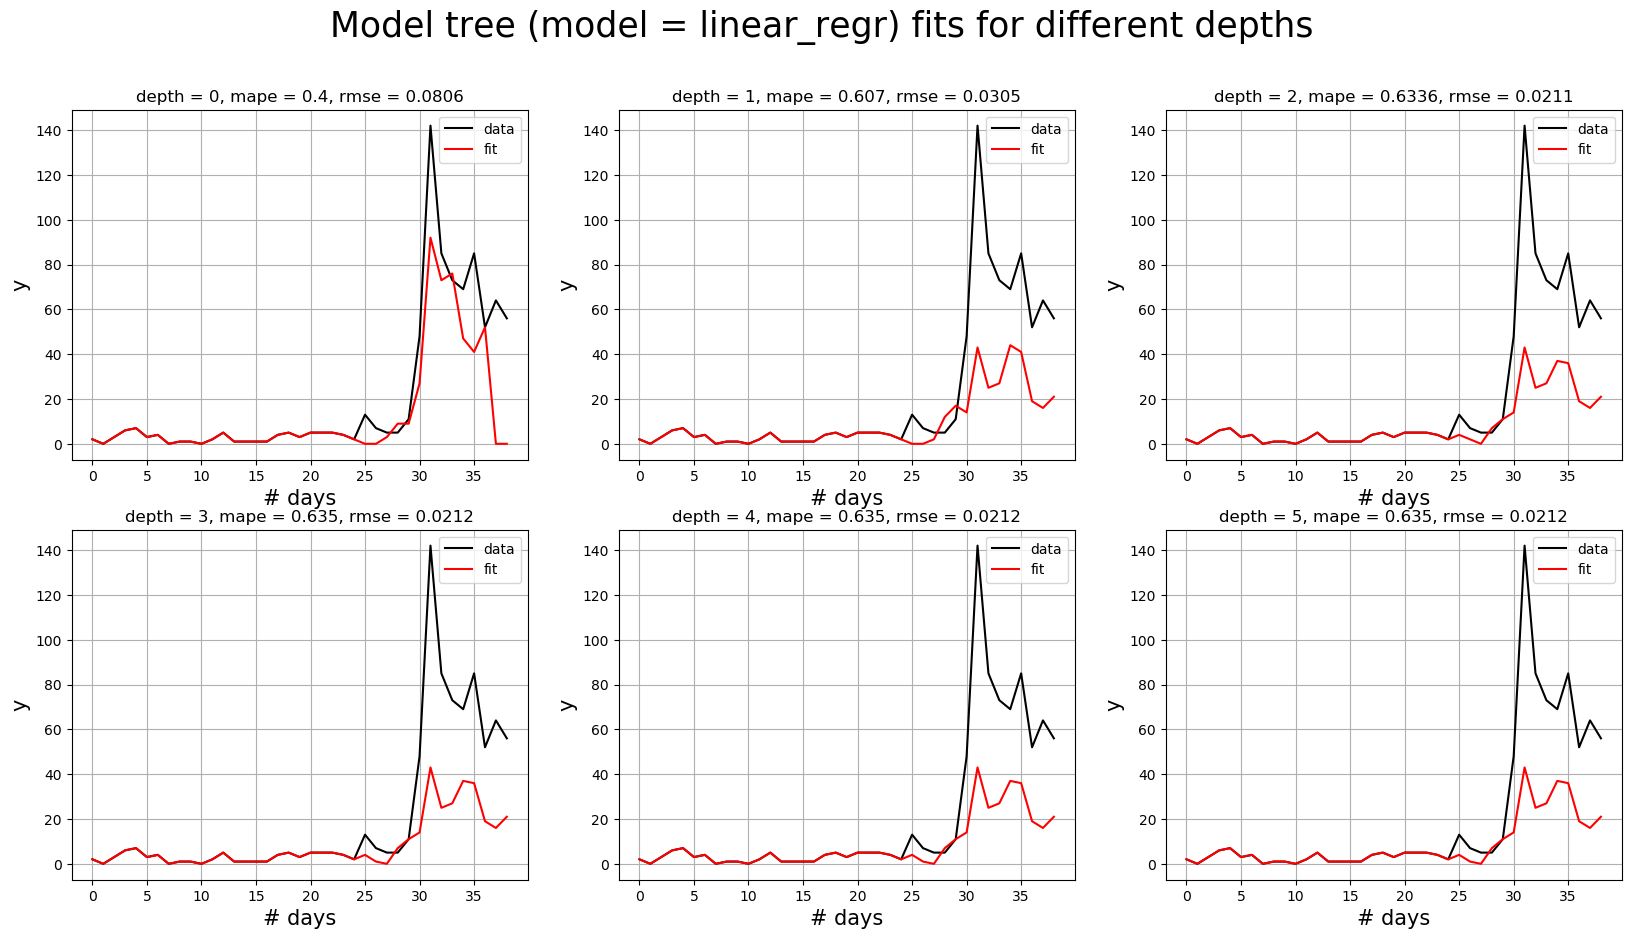 Model tree (model = linear_regr) fits for different depths
depth = 0, mape = 0.4, rmse = 0.0806
140
120
100
80
60
40
20
0
y
data
fit
0 5 10 15 20 25 30 35
# days
depth = 1, mape = 0.607, rmse = 0.0305
140
120
100
80
60
40
20
0
y
data
fit
0 5 10 15 20 25 30 35
# days
depth = 2, mape = 0.6336, rmse = 0.0211
140
120
100
80
60
40
20
0
y
data
fit
0 5 10 15 20 25 30 35
# days
depth = 3, mape = 0.635, rmse = 0.0212
140
120
100
80
60
40
20
0
y
data
fit
0 5 10 15 20 25 30 35
# days
depth = 4, mape = 0.635, rmse = 0.0212
140
120
100
80
60
40
20
0
y
data
fit
0 5 10 15 20 25 30 35
# days
depth = 5, mape = 0.635, rmse = 0.0212
140
120
100
80
60
40
20
0
y
data
fit
0 5 10 15 20 25 30 35
# days